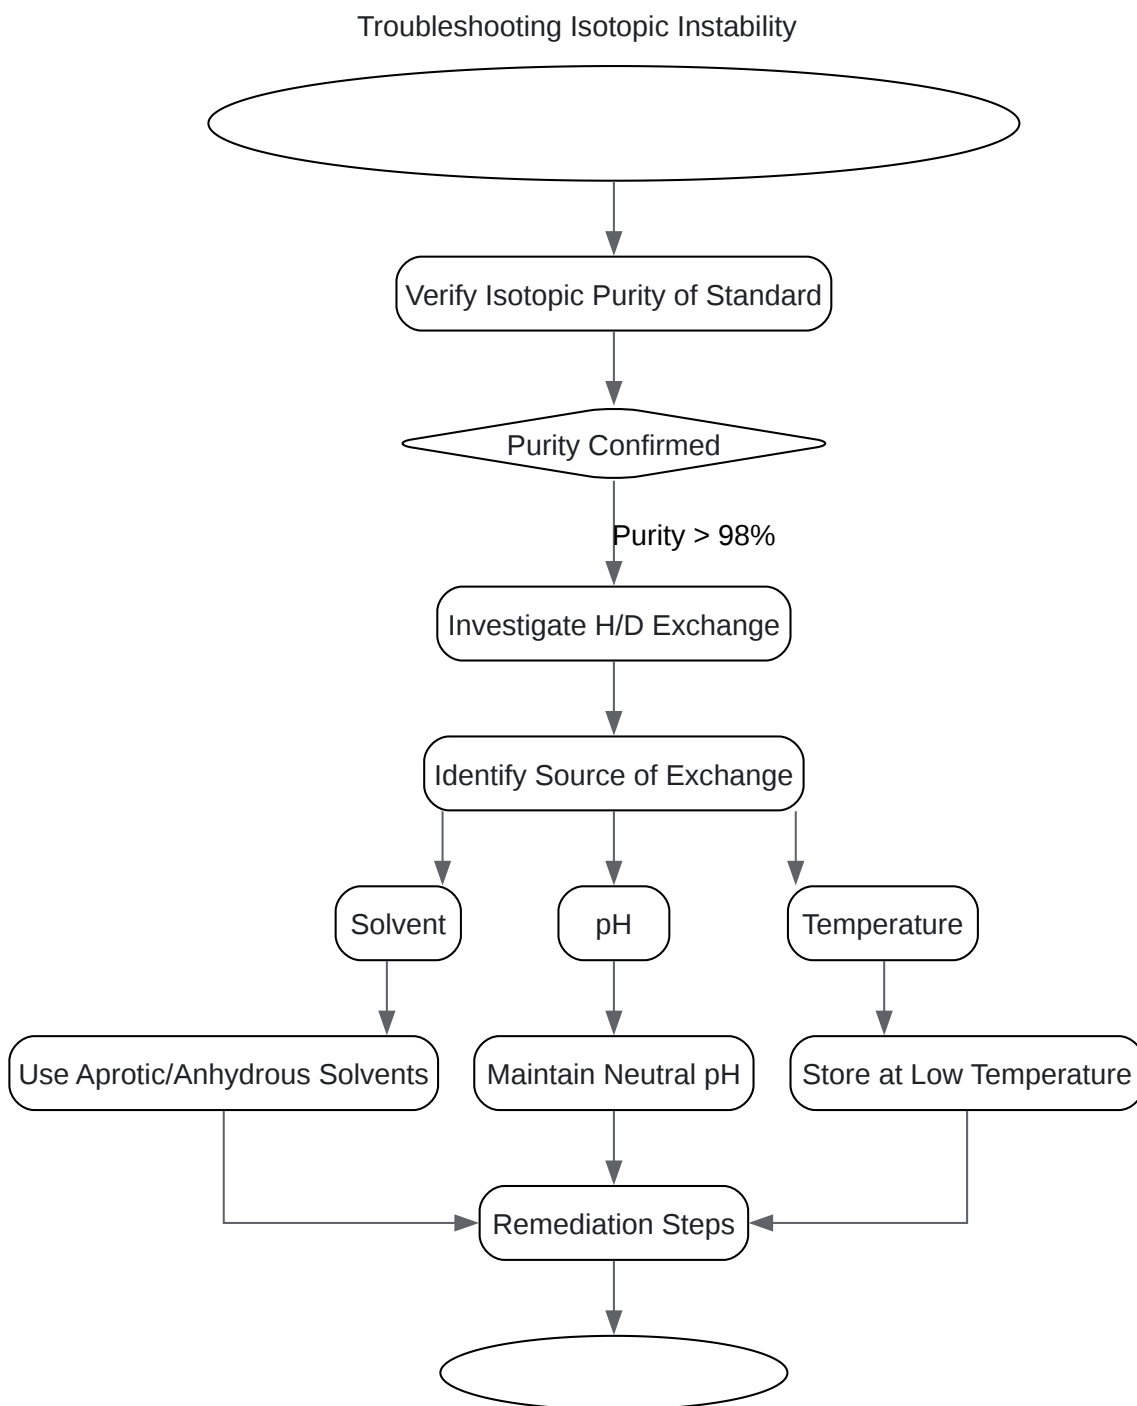 Troubleshooting Isotopic Instability
Verify Isotopic Purity of Standard
Purity Confirmed
Purity > 98%
Investigate H/D Exchange
Identify Source of Exchange
Solvent
pH
Temperature
Use Aprotic/Anhydrous Solvents
Maintain Neutral pH
Store at Low Temperature
Remediation Steps